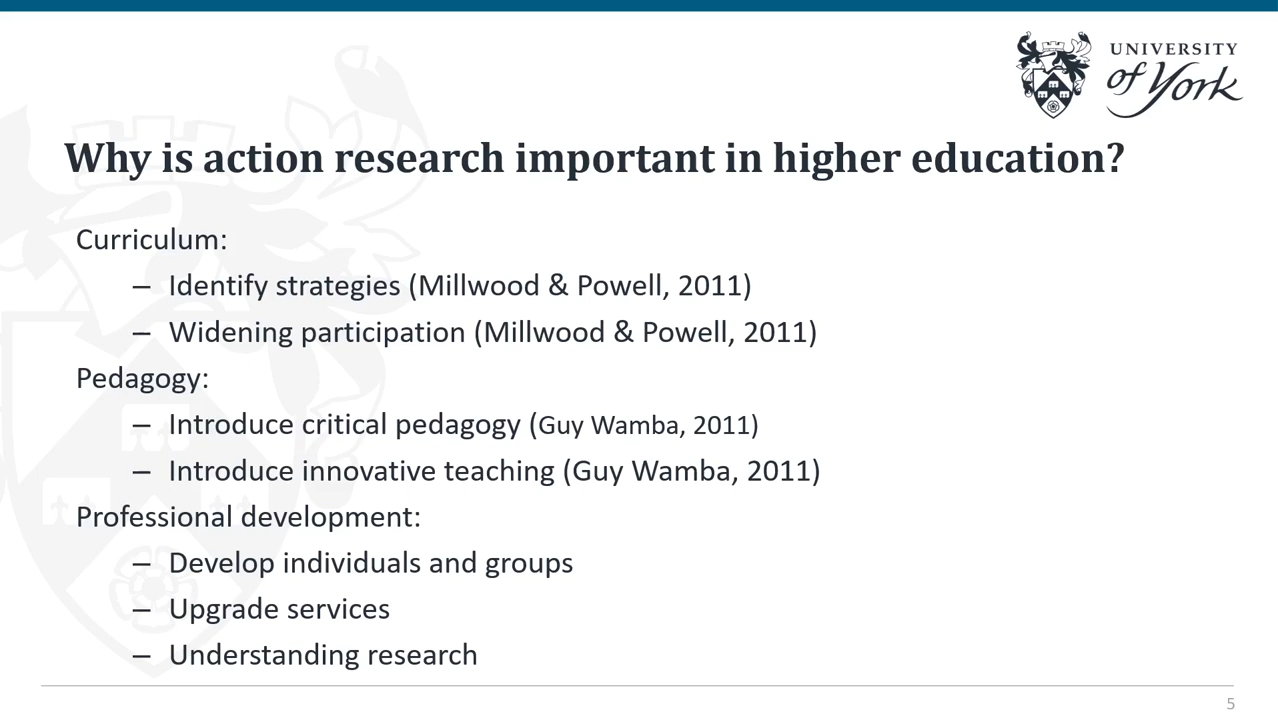 UNIVERSITY
of York
Why is action research important in higher education?
Curriculum:
– Identify strategies (Millwood & Powell, 2011)
– Widening participation (Millwood & Powell, 2011)
Pedagogy:
– Introduce critical pedagogy (Guy Wamba, 2011)
– Introduce innovative teaching (Guy Wamba, 2011)
Professional development:
– Develop individuals and groups
– Upgrade services
– Understanding research
5